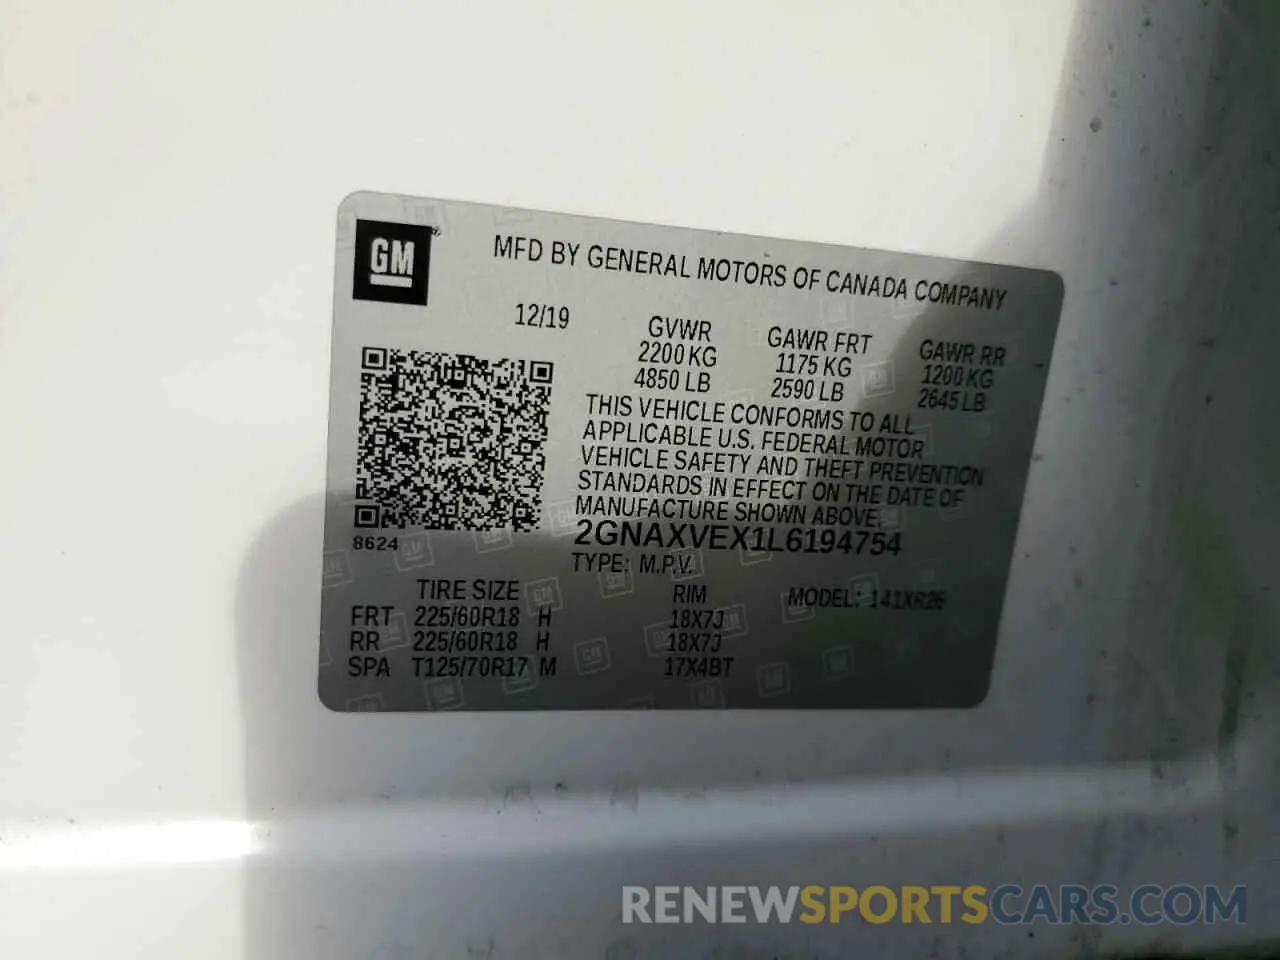 GM
MFD BY GENERAL MOTORS OF CANADA COMPANY
12/19
GVWR
2200 KG
4850 LB
GAWR FRT
1175 KG
2590 LB
GAWR RR
1200 KG
2645 LB
THIS VEHICLE CONFORMS TO ALL
APPLICABLE U.S. FEDERAL MOTOR
VEHICLE SAFETY AND THEFT PREVENTION
STANDARDS IN EFFECT ON THE DATE OF
MANUFACTURE SHOWN ABOVE.
2GNAXVEX1L6194754
8624
TYPE: M.P.V.
TIRE SIZE RIM MODEL: 141XR26
FRT 225/60R18 H 18X7J
RR 225/60R18 H 18X7J
SPA T125/70R17 M 17X4BT
RENEWSPORTSCARS.COM